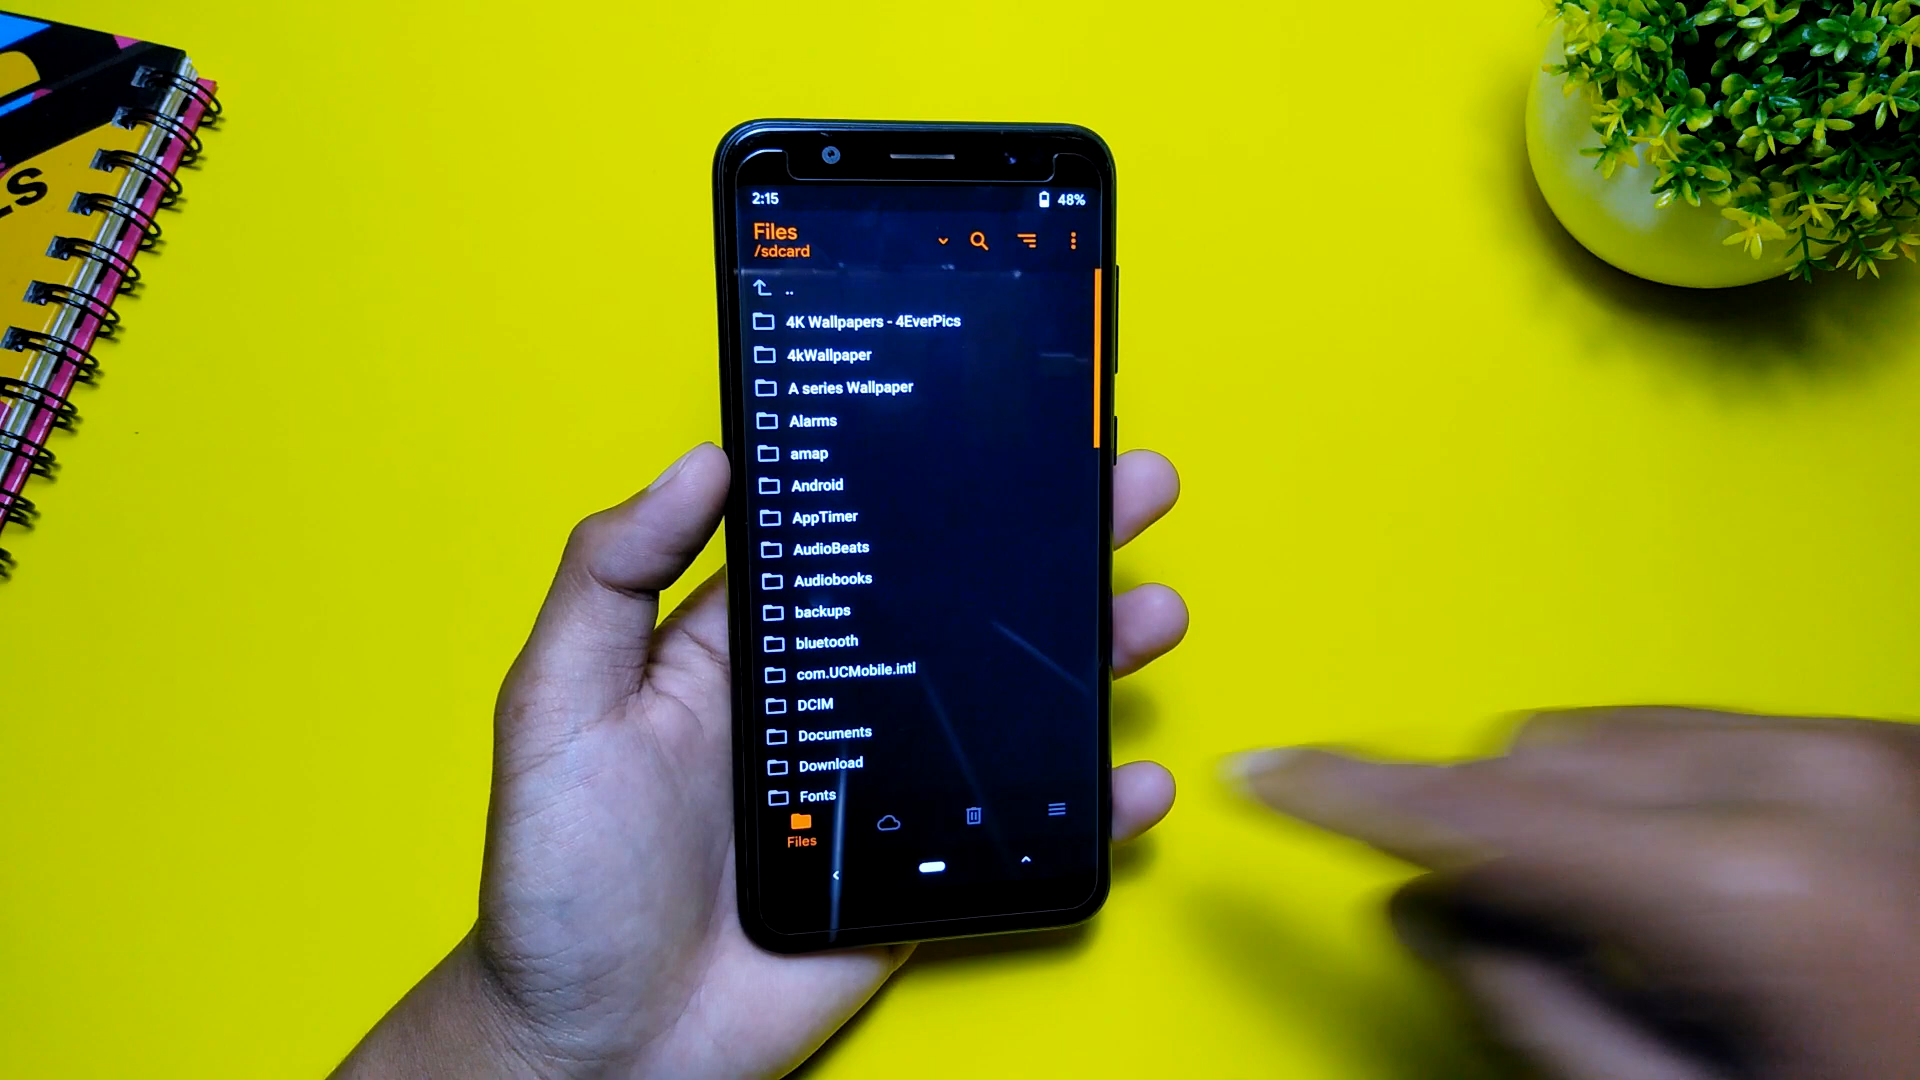 LS
2:15
48%
Files
/sdcard
..
4K Wallpapers - 4EverPics
4kWallpaper
A series Wallpaper
Alarms
amap
Android
AppTimer
AudioBeats
Audiobooks
backups
bluetooth
com.UCMobile.intl
DCIM
Documents
Download
Fonts
Files